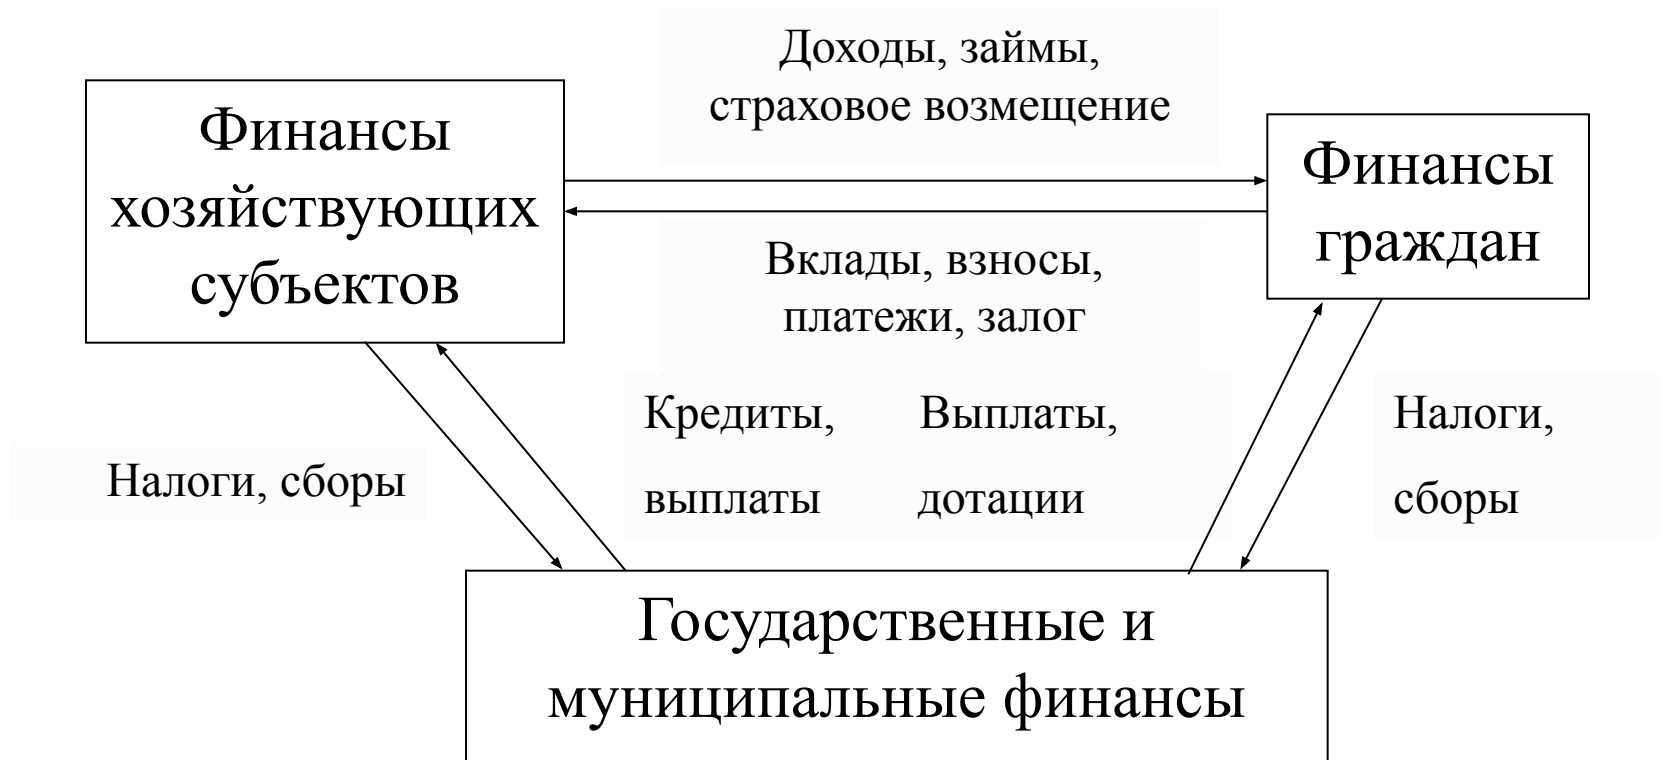 Доходы, займы,
страховое возмещение
Финансы
хозяйствующих
субъектов
Финансы
граждан
Вклады, взносы,
платежи, залог
Кредиты,
выплаты
Выплаты,
дотации
Налоги,
сборы
Налоги, сборы
Государственные и
муниципальные финансы